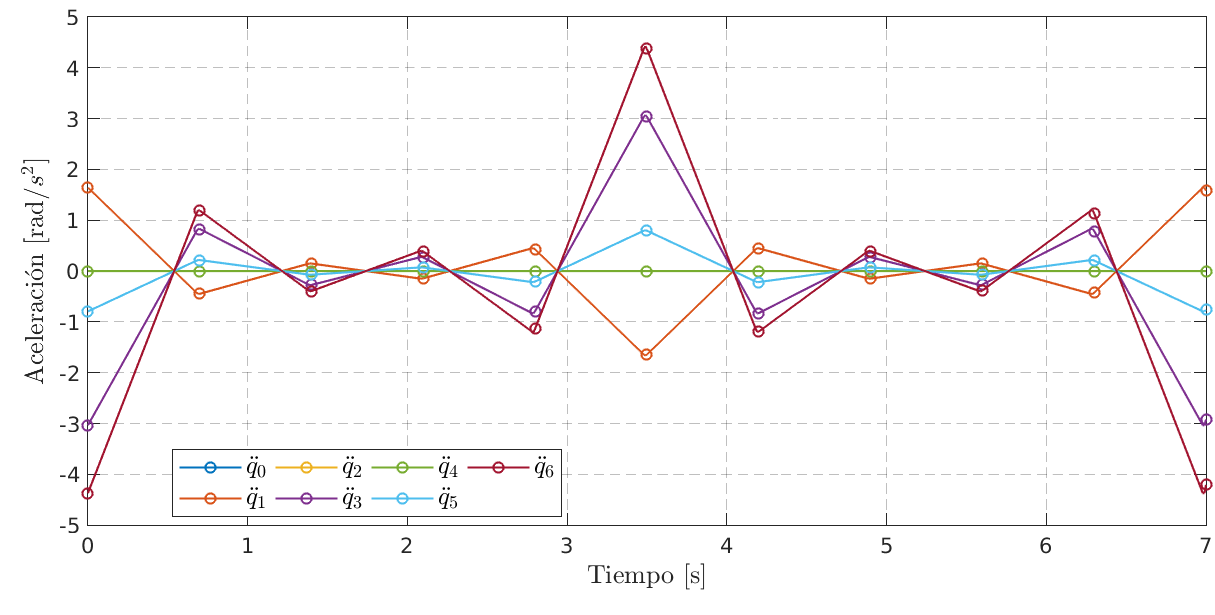 5
4
3
2
1
0
-1
-2
-3
-4
-5
Aceleración [rad/s²]
q̈₀ q̈₂ q̈₄ q̈₆
q̈₁ q̈₃ q̈₅
0 1 2 3 4 5 6 7
Tiempo [s]